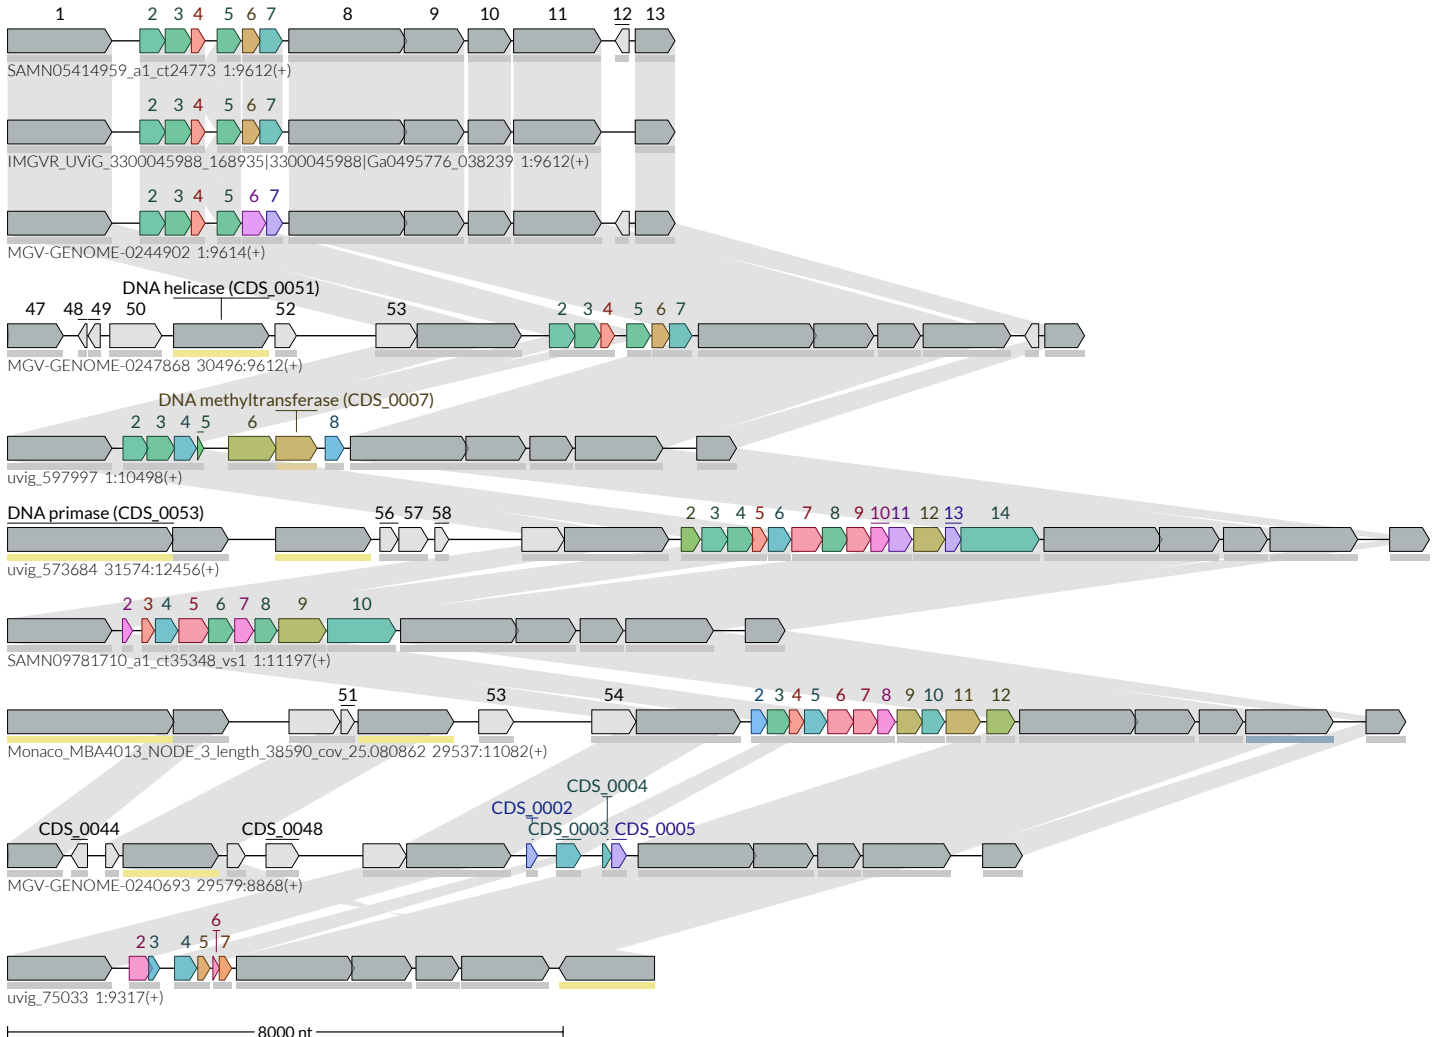 1 2 3 4 5 6 7 8 9 10 11 12 13
SAMN05414959_a1_ct24773 1:9612(+)
2 3 4 5 6 7
IMGVR_UViG_3300045988_168935|3300045988|Ga0495776_038239 1:9612(+)
2 3 4 5 6 7
MGV-GENOME-0244902 1:9614(+)
DNA helicase (CDS_0051)
47 48 49 50 52 53 2 3 4 5 6 7
MGV-GENOME-0247868 30496:9612(+)
DNA methyltransferase (CDS_0007)
2 3 4 5 6 8
uvig_597997 1:10498(+)
DNA primase (CDS_0053) 56 57 58 2 3 4 5 6 7 8 9 10 11 12 13 14
uvig_573684 31574:12456(+)
2 3 4 5 6 7 8 9 10
SAMN09781710_a1_ct35348_vs1 1:11197(+)
51 53 54 2 3 4 5 6 7 8 9 10 11 12
Monaco_MBA4013_NODE_3_length_38590_cov_25.080862 29537:11082(+)
CDS_0004
CDS_0002
CDS_0044 CDS_0048 CDS_0003 CDS_0005
MGV-GENOME-0240693 29579:8868(+)
6
2 3 4 5 7
uvig_75033 1:9317(+)
8000 nt